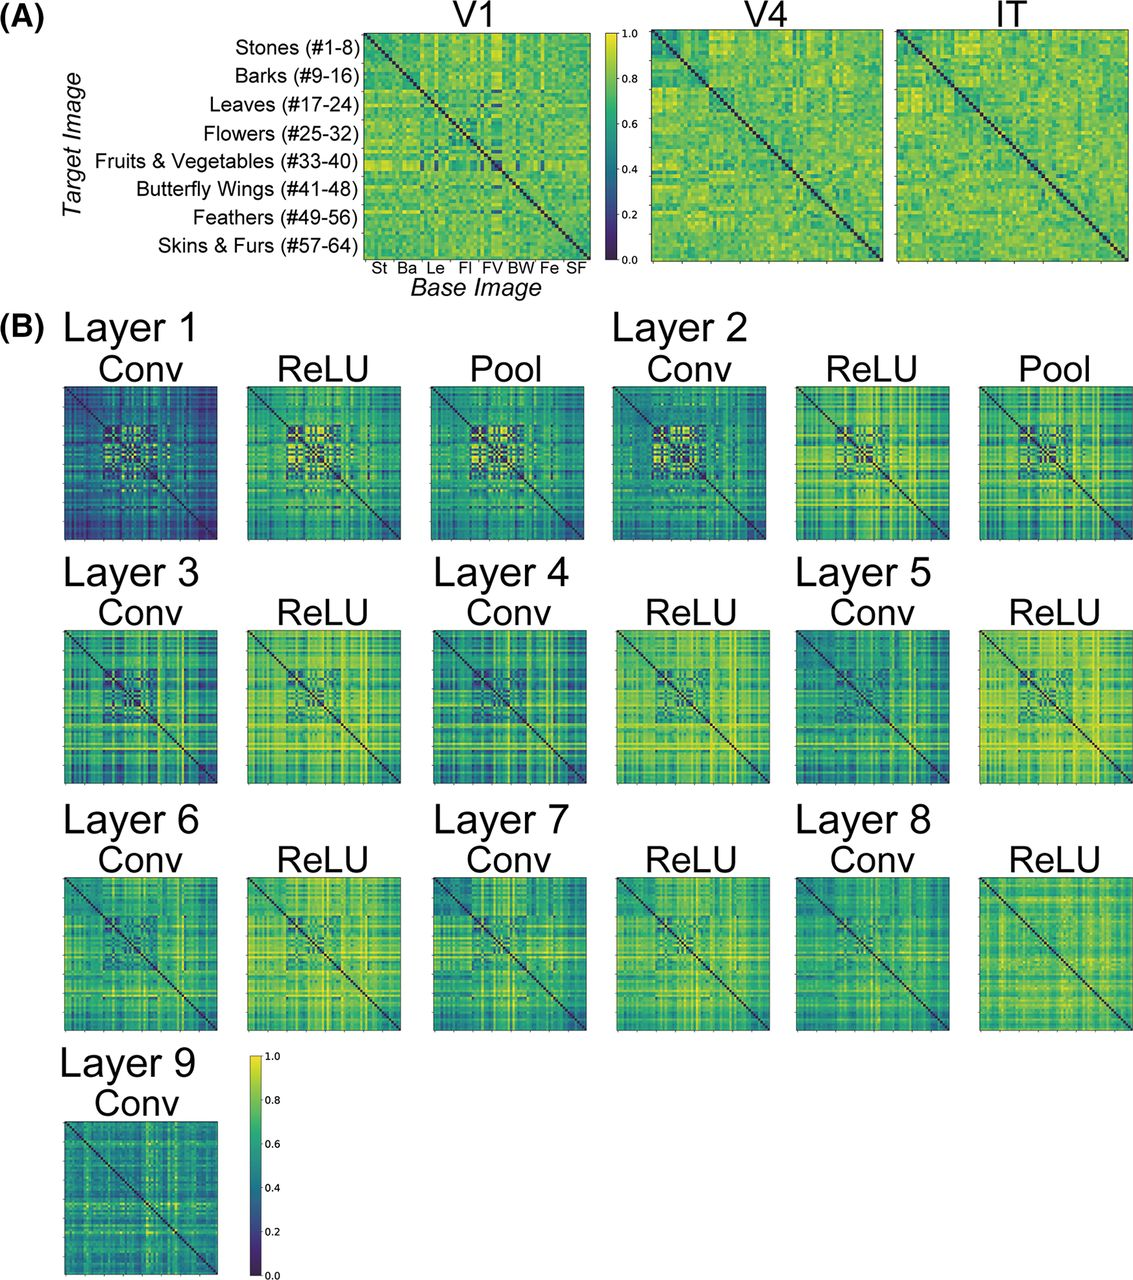 (A)
V1 V4 IT
Target Image
Stones (#1-8)
Barks (#9-16)
Leaves (#17-24)
Flowers (#25-32)
Fruits & Vegetables (#33-40)
Butterfly Wings (#41-48)
Feathers (#49-56)
Skins & Furs (#57-64)
St Ba Le Fl FV BW Fe SF
Base Image
1.0
0.8
0.6
0.4
0.2
0.0
(B)
Layer 1 Layer 2
Conv ReLU Pool Conv ReLU Pool
Layer 3 Layer 4 Layer 5
Conv ReLU Conv ReLU Conv ReLU
Layer 6 Layer 7 Layer 8
Conv ReLU Conv ReLU Conv ReLU
Layer 9
Conv
1.0
0.8
0.6
0.4
0.2
0.0